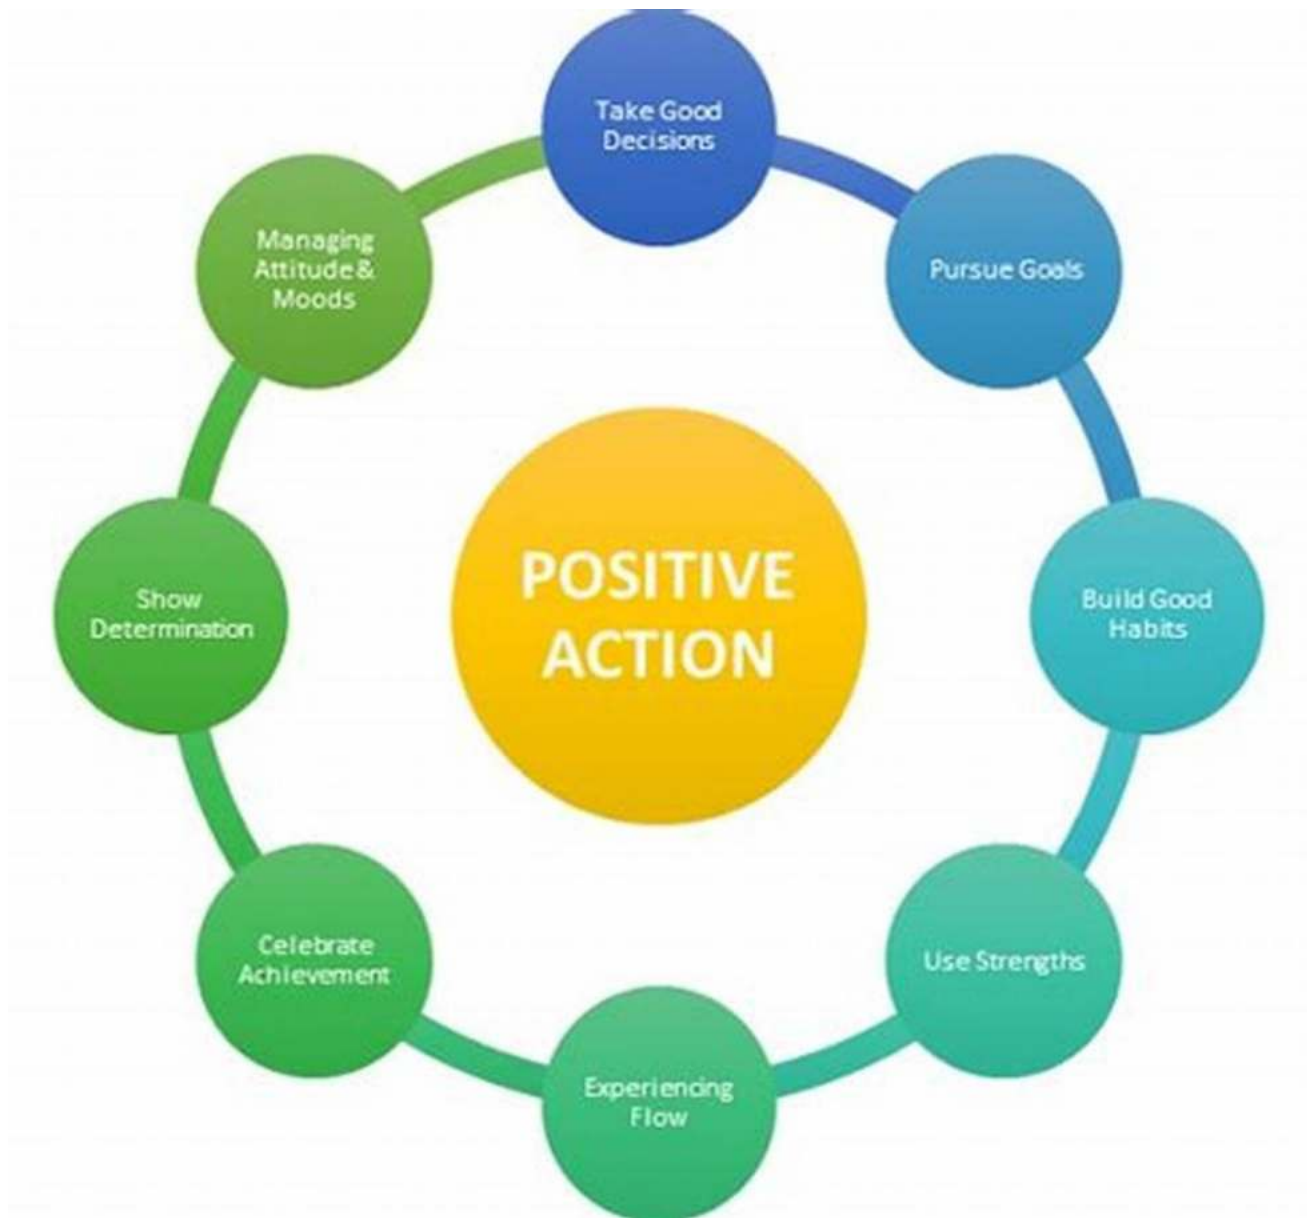 Take Good
Decisions
Pursue Goals
Build Good
Habits
Use Strengths
Experiencing
Flow
Celebrate
Achievement
Show
Determination
Managing
Attitude &
Moods
POSITIVE
ACTION